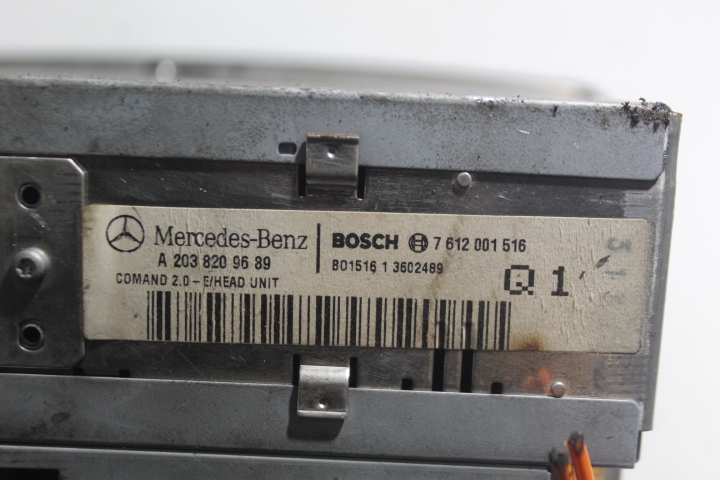 Mercedes-Benz
A 203 820 96 89
COMAND 2.0 - E/HEAD UNIT
BOSCH 7 612 001 516
BO1516 1 3602489
Q 1